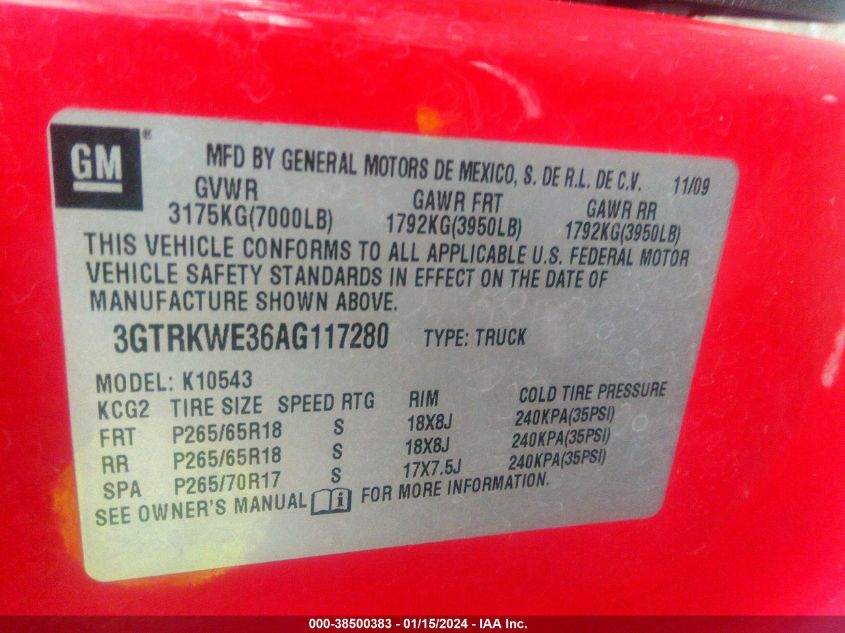 GM ®
MFD BY GENERAL MOTORS DE MEXICO, S. DE R.L. DE C.V. 11/09
GVWR GAWR FRT GAWR RR
3175KG(7000LB) 1792KG(3950LB) 1792KG(3950LB)
THIS VEHICLE CONFORMS TO ALL APPLICABLE U.S. FEDERAL MOTOR
VEHICLE SAFETY STANDARDS IN EFFECT ON THE DATE OF
MANUFACTURE SHOWN ABOVE.
3GTRKWE36AG117280 TYPE: TRUCK
MODEL: K10543
KCG2 TIRE SIZE SPEED RTG RIM COLD TIRE PRESSURE
FRT P265/65R18 S 18X8J 240KPA(35PSI)
RR P265/65R18 S 18X8J 240KPA(35PSI)
SPA P265/70R17 S 17X7.5J 240KPA(35PSI)
SEE OWNER'S MANUAL i FOR MORE INFORMATION.
000-38500383 - 01/15/2024 - IAA Inc.